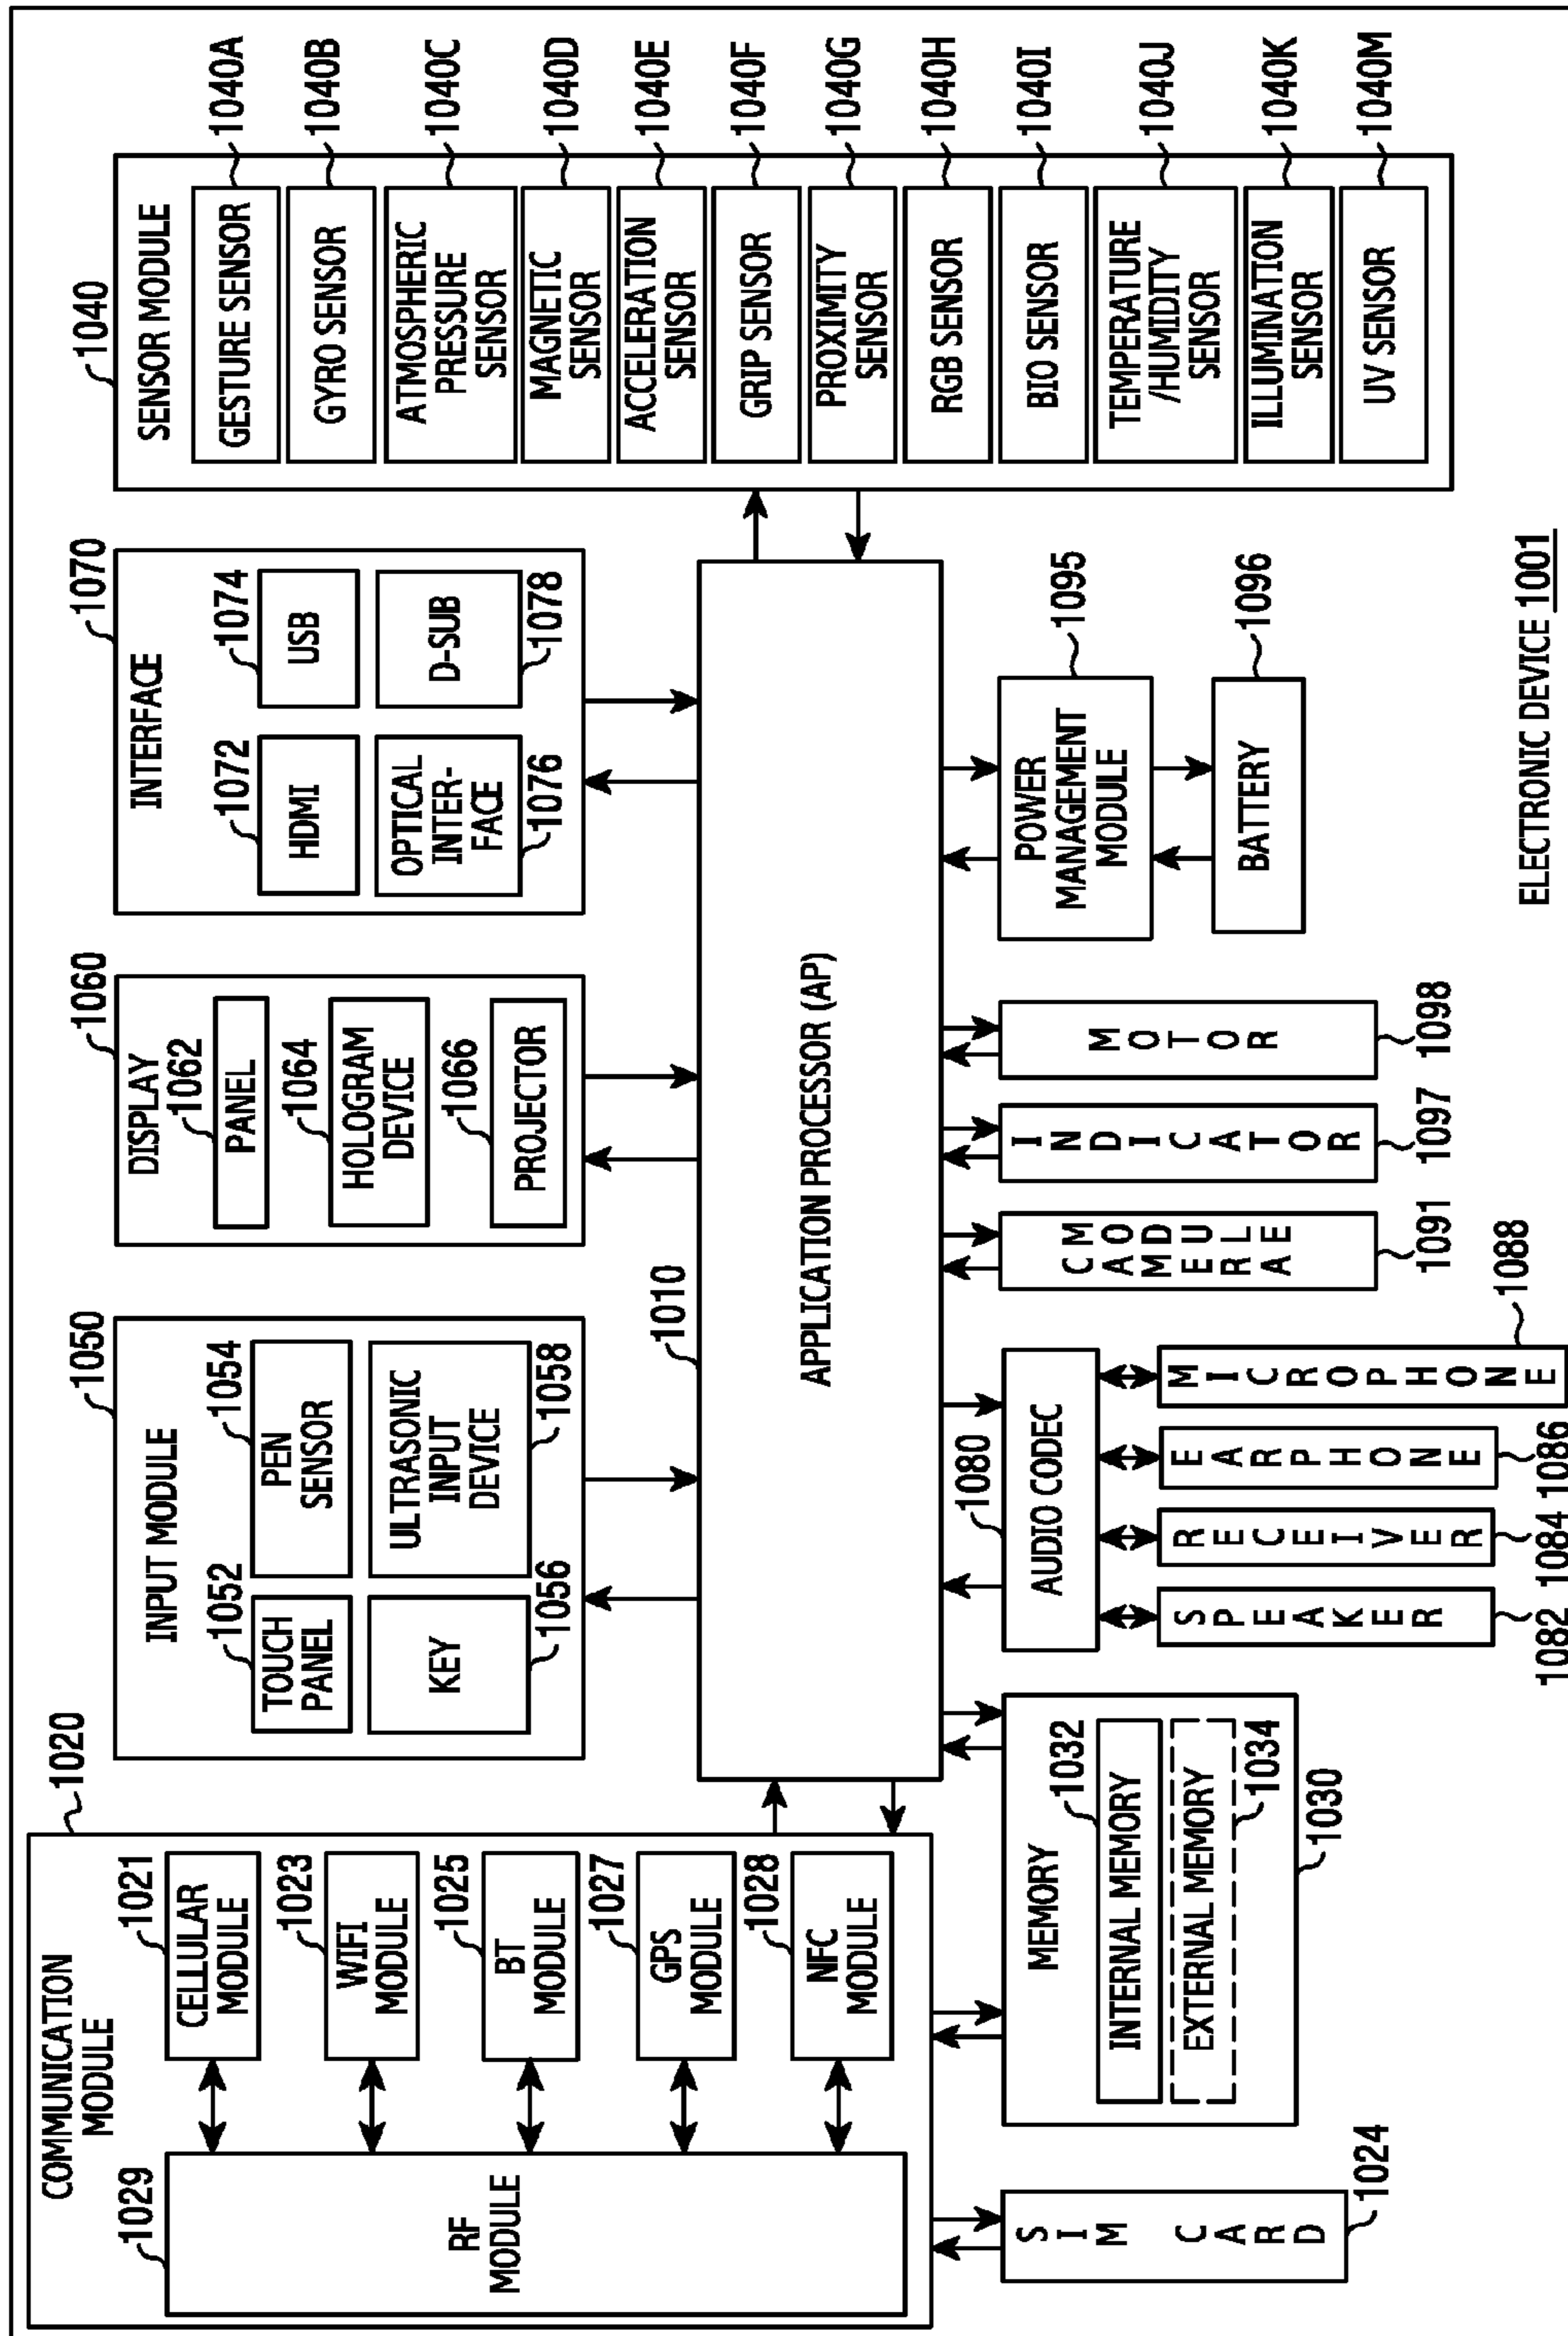 COMMUNICATION
MODULE
1020
1029
RF
MODULE
1021
CELLULAR
MODULE
1023
WIFI
MODULE
1025
BT
MODULE
1027
GPS
MODULE
1028
NFC
MODULE
1050
INPUT MODULE
1052
TOUCH
PANEL
1054
PEN
SENSOR
KEY
1056
ULTRASONIC
INPUT
DEVICE
1058
1060
DISPLAY
1062
PANEL
1064
HOLOGRAM
DEVICE
1066
PROJECTOR
1070
INTERFACE
1072
HDMI
1074
USB
OPTICAL
INTER-
FACE
1076
D-SUB
1078
1040
SENSOR MODULE
GESTURE SENSOR
1040A
GYRO SENSOR
1040B
ATMOSPHERIC
PRESSURE
SENSOR
1040C
MAGNETIC
SENSOR
1040D
ACCELERATION
SENSOR
1040E
GRIP SENSOR
1040F
PROXIMITY
SENSOR
1040G
RGB SENSOR
1040H
BIO SENSOR
1040I
TEMPERATURE
/HUMIDITY
SENSOR
1040J
ILLUMINATION
SENSOR
1040K
UV SENSOR
1040M
1010
APPLICATION PROCESSOR (AP)
SIM CARD
1024
MEMORY
1032
INTERNAL MEMORY
EXTERNAL MEMORY
1034
1030
1080
AUDIO CODEC
SPEAKER
1082
RECEIVER
1084
EARPHONE
1086
MICROPHONE
1088
CAMERA
MODULE
1091
INDICATOR
1097
MOTOR
1098
POWER
MANAGEMENT
MODULE
1095
BATTERY
1096
ELECTRONIC DEVICE 1001